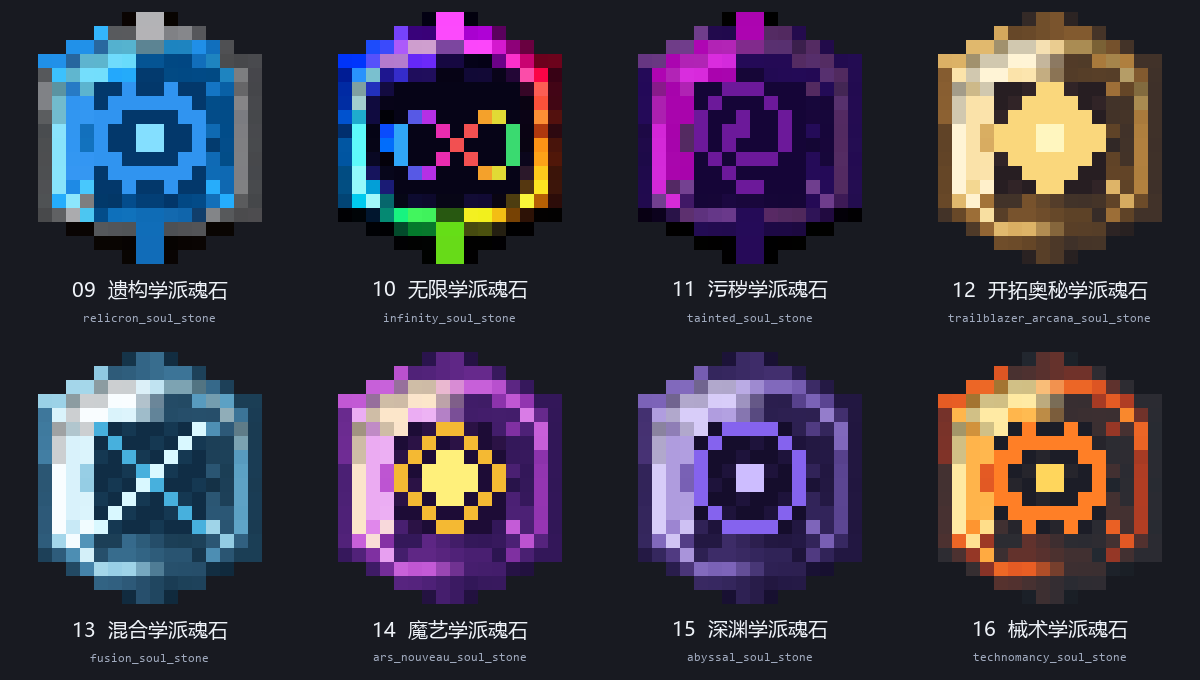 09 遗构学派魂石
relicron_soul_stone
10 无限学派魂石
infinity_soul_stone
11 污秽学派魂石
tainted_soul_stone
12 开拓奥秘学派魂石
trailblazer_arcana_soul_stone
13 混合学派魂石
fusion_soul_stone
14 魔艺学派魂石
ars_nouveau_soul_stone
15 深渊学派魂石
abyssal_soul_stone
16 械术学派魂石
technomancy_soul_stone